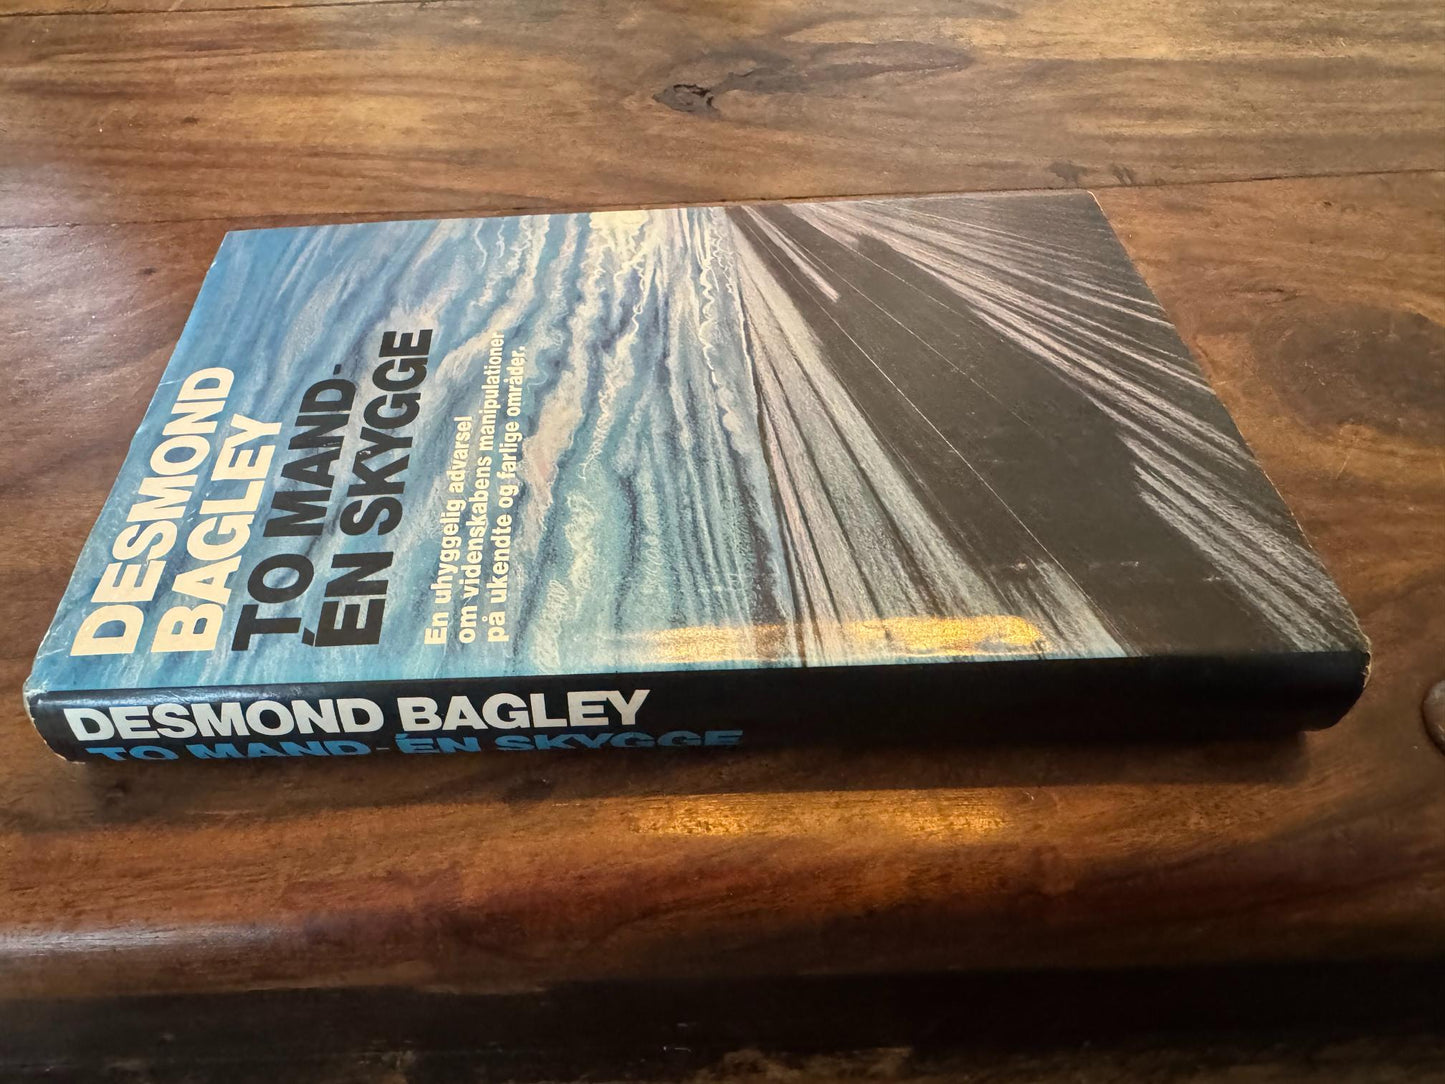 DESMOND
BAGLEY
TO MAND-
ÉN SKYGGE
En uhyggelig advarsel
om videnskabens manipulationer
på ukendte og farlige områder.
DESMOND BAGLEY
TO MAND-ÉN SKYGGE